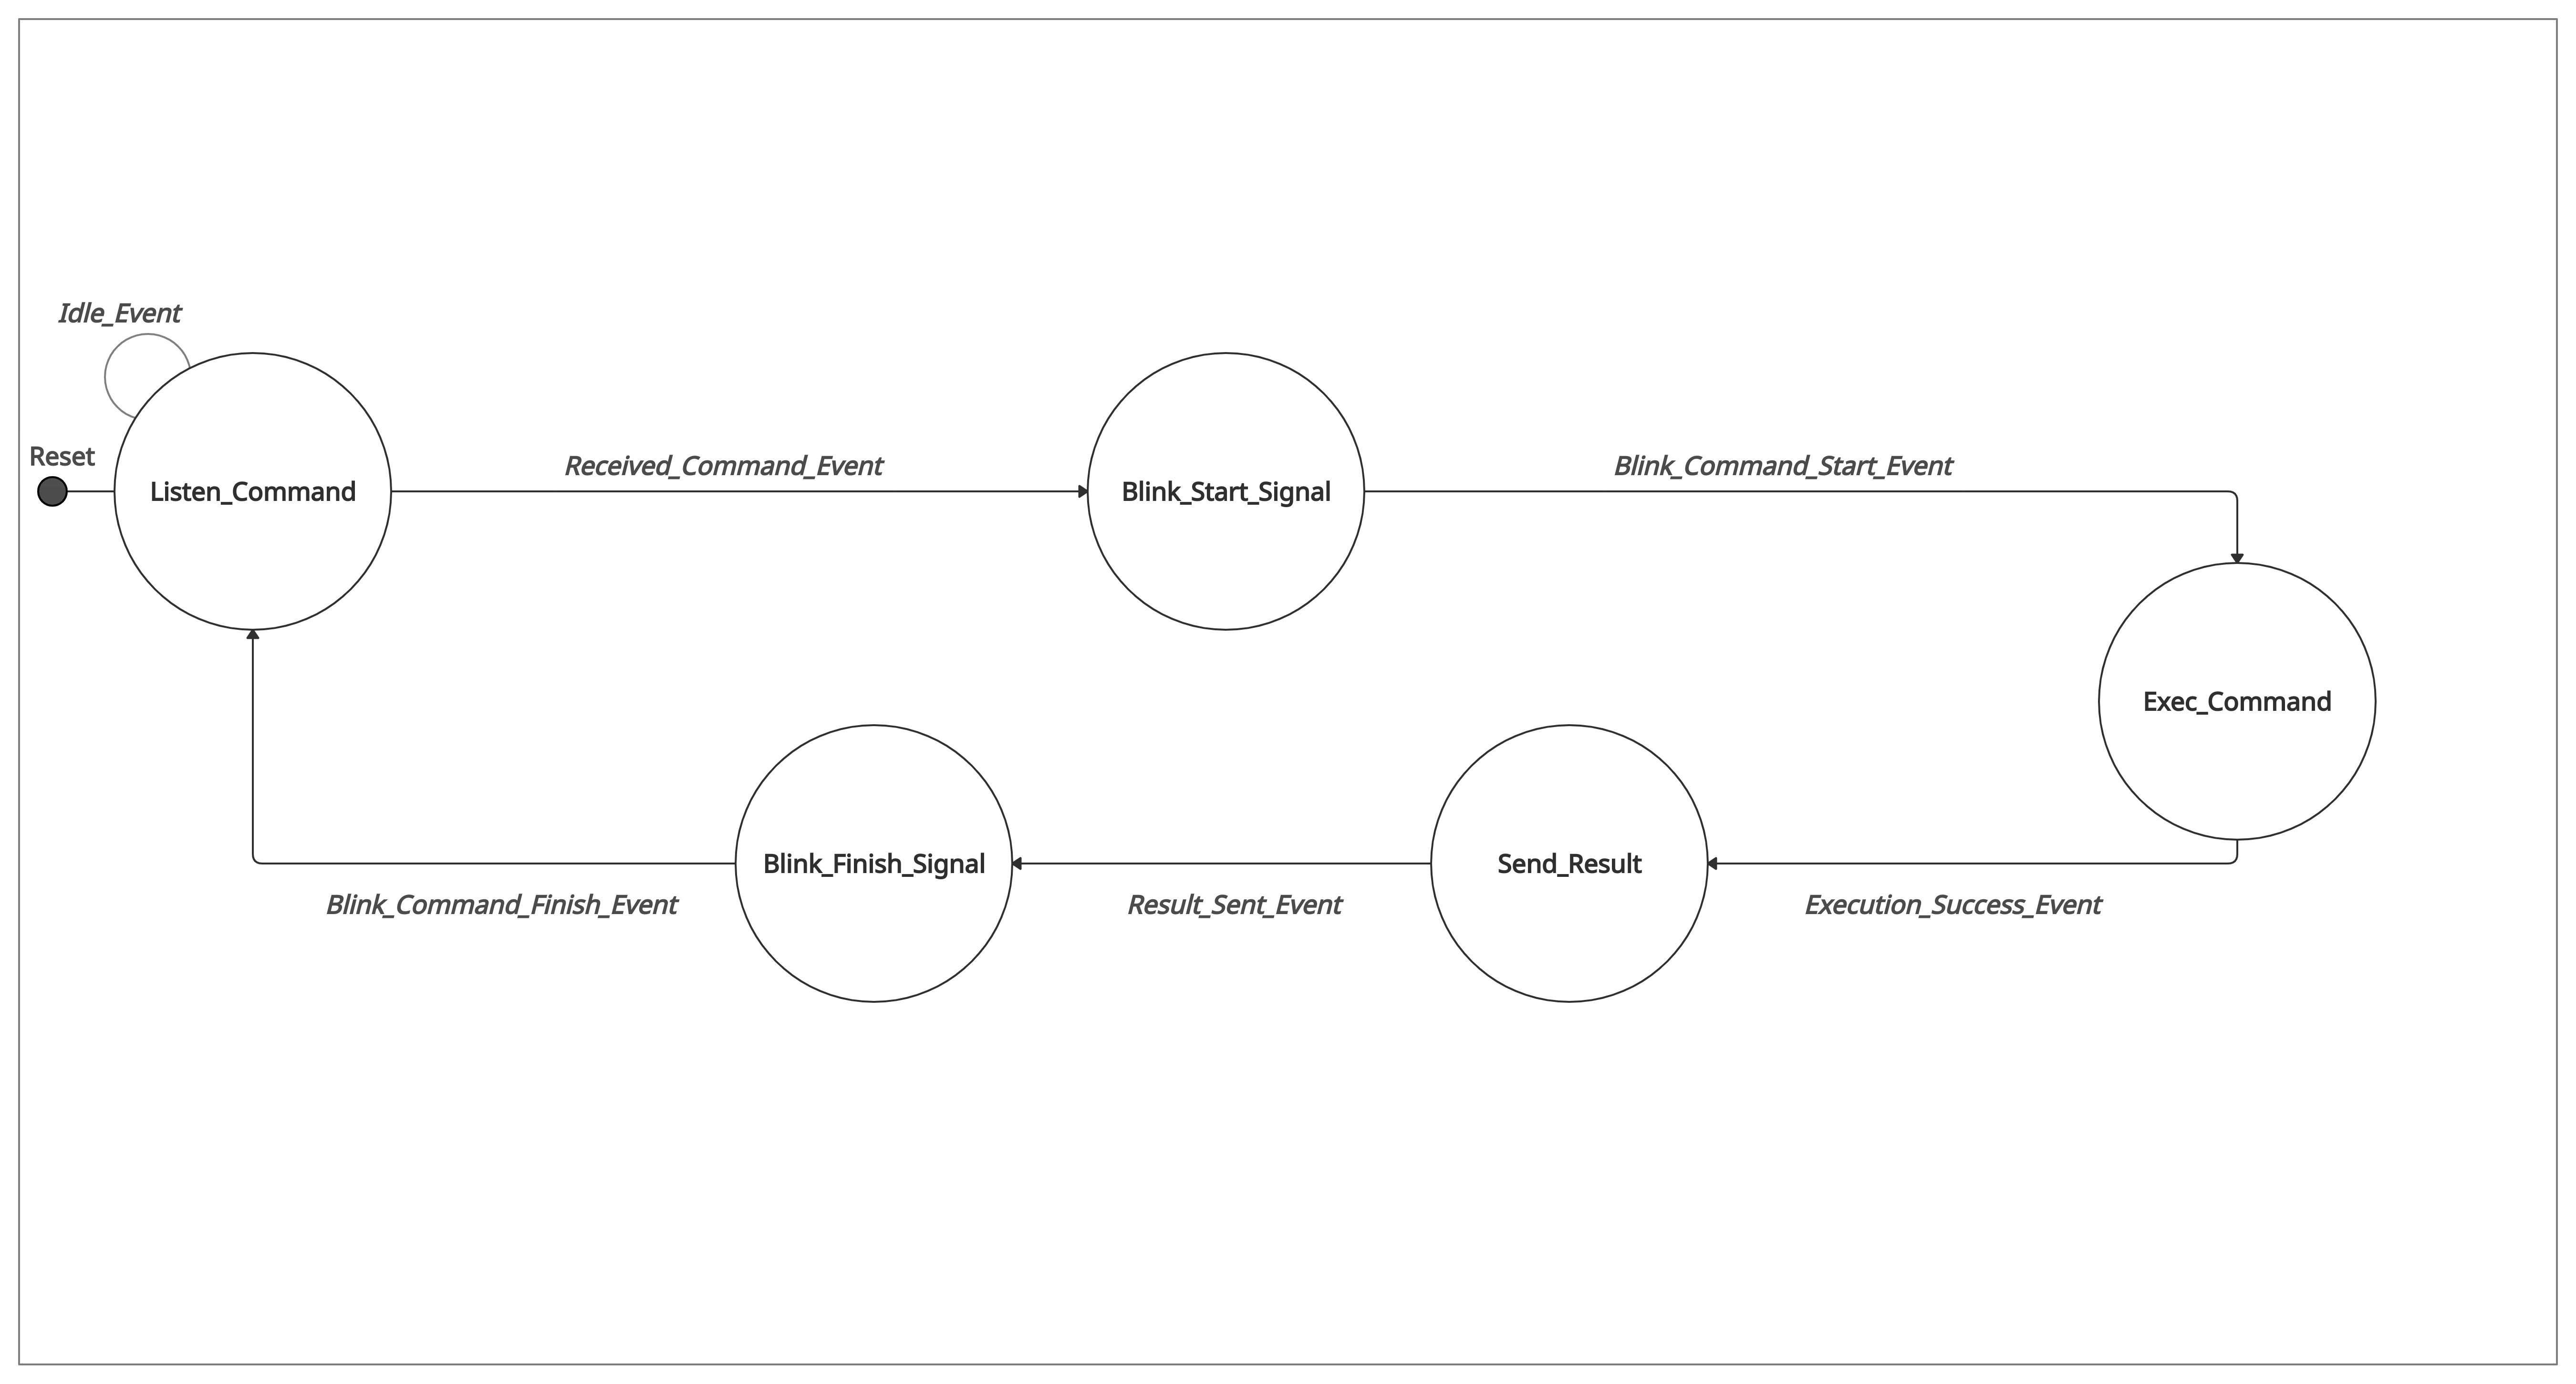 Idle_Event
Reset
Listen_Command
Received_Command_Event
Blink_Start_Signal
Blink_Command_Start_Event
Exec_Command
Execution_Success_Event
Send_Result
Result_Sent_Event
Blink_Finish_Signal
Blink_Command_Finish_Event